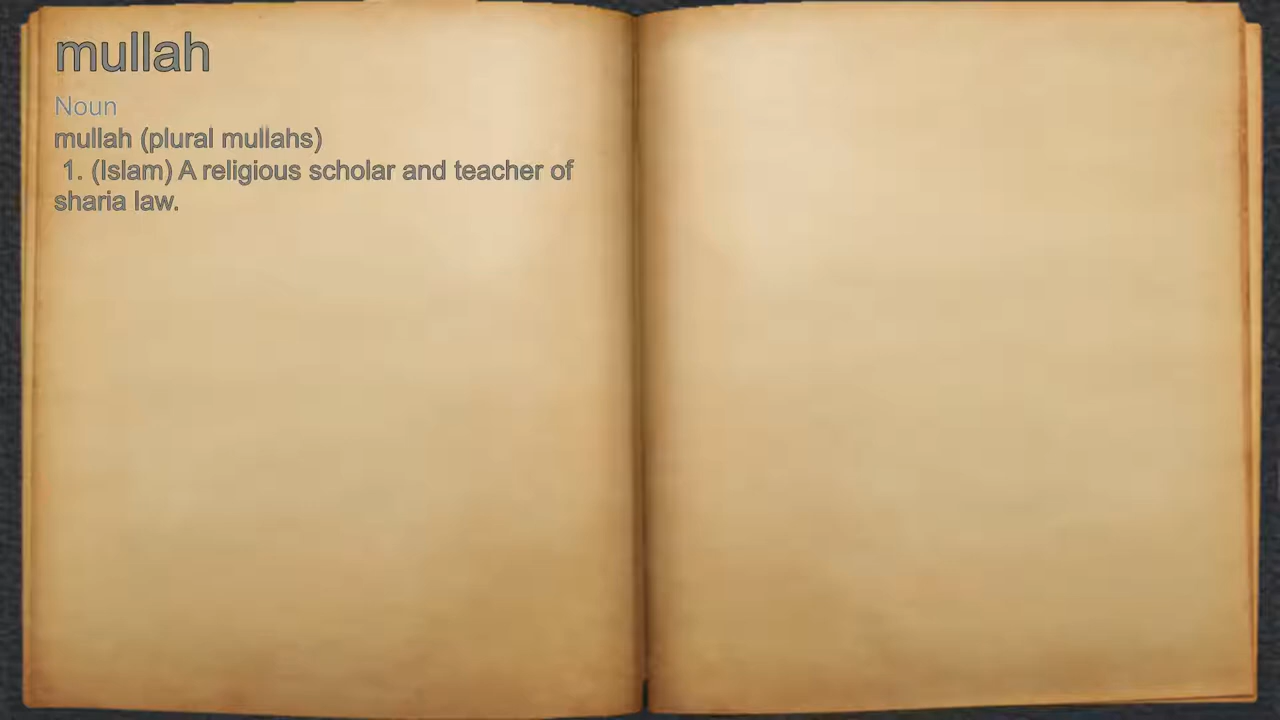 mullah
Noun
mullah (plural mullahs)
1. (Islam) A religious scholar and teacher of
sharia law.